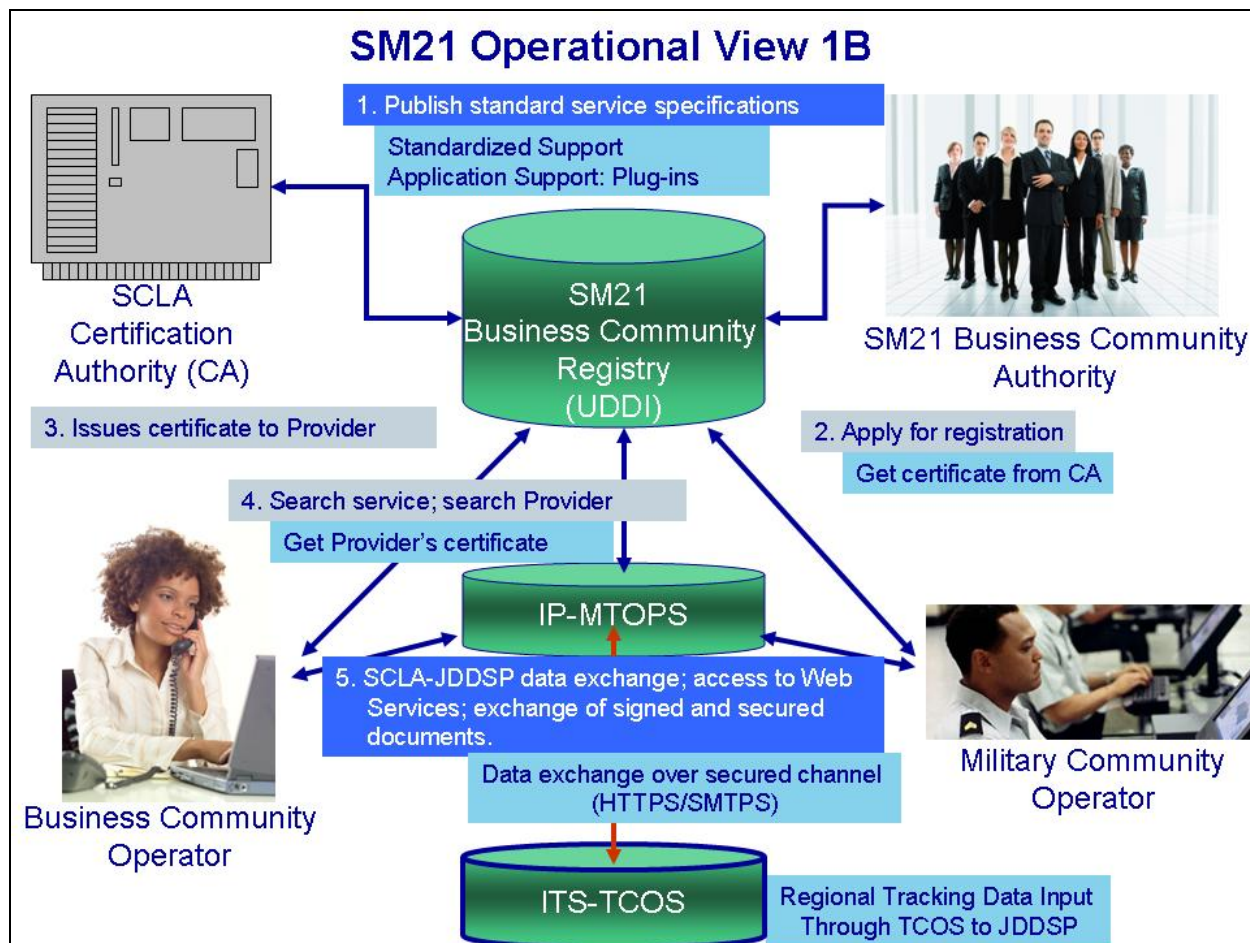 SM21 Operational View 1B
1. Publish standard service specifications
Standardized Support
Application Support: Plug-ins
SCLA
Certification
Authority (CA)
SM21
Business Community
Registry
(UDDI)
SM21 Business Community
Authority
3. Issues certificate to Provider
2. Apply for registration
Get certificate from CA
4. Search service; search Provider
Get Provider's certificate
IP-MTOPS
5. SCLA-JDDSP data exchange; access to Web
Services; exchange of signed and secured
documents.
Data exchange over secured channel
(HTTPS/SMTPS)
Business Community
Operator
Military Community
Operator
ITS-TCOS
Regional Tracking Data Input
Through TCOS to JDDSP